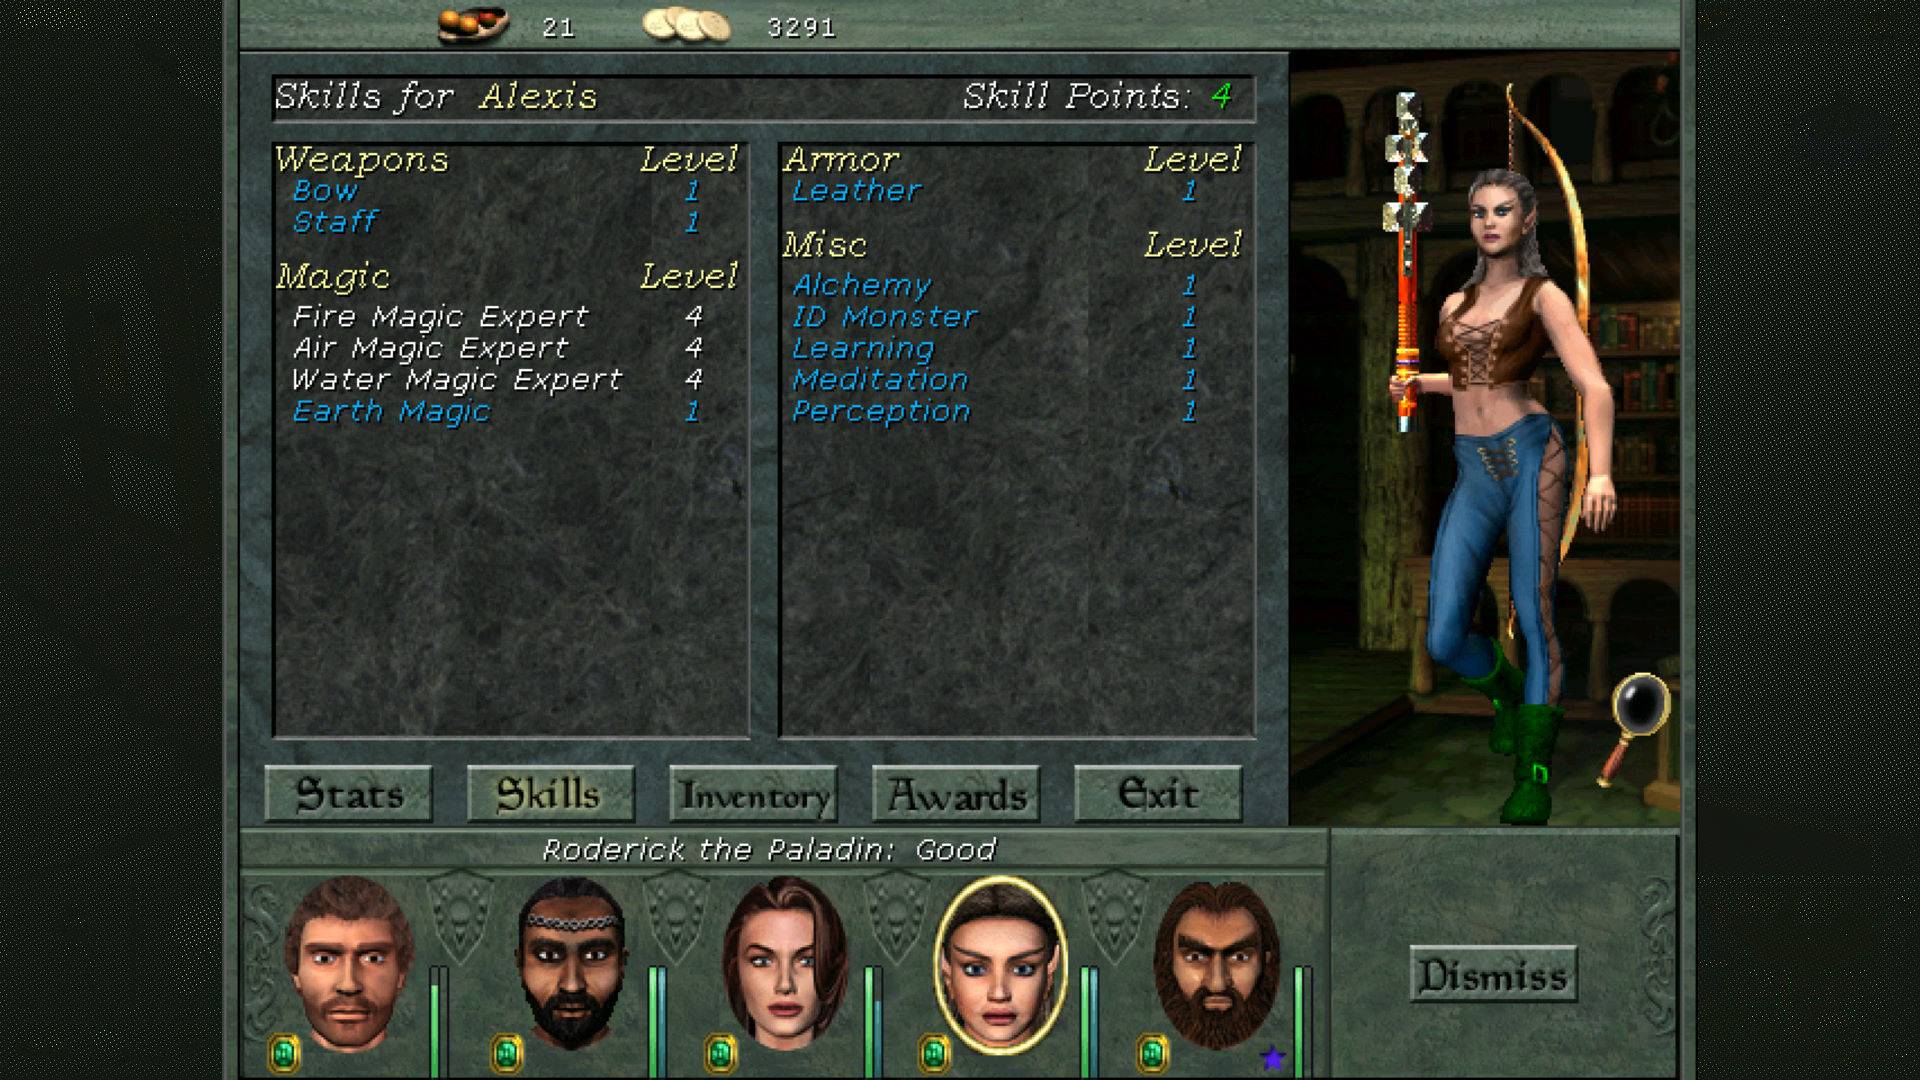 21 3291
Skills for Alexis Skill Points: 4
Weapons Level
Bow 1
Staff 1
Magic Level
Fire Magic Expert 4
Air Magic Expert 4
Water Magic Expert 4
Earth Magic 1
Armor Level
Leather 1
Misc Level
Alchemy 1
ID Monster 1
Learning 1
Meditation 1
Perception 1
Stats Skills Inventory Awards Exit
Roderick the Paladin: Good
Dismiss